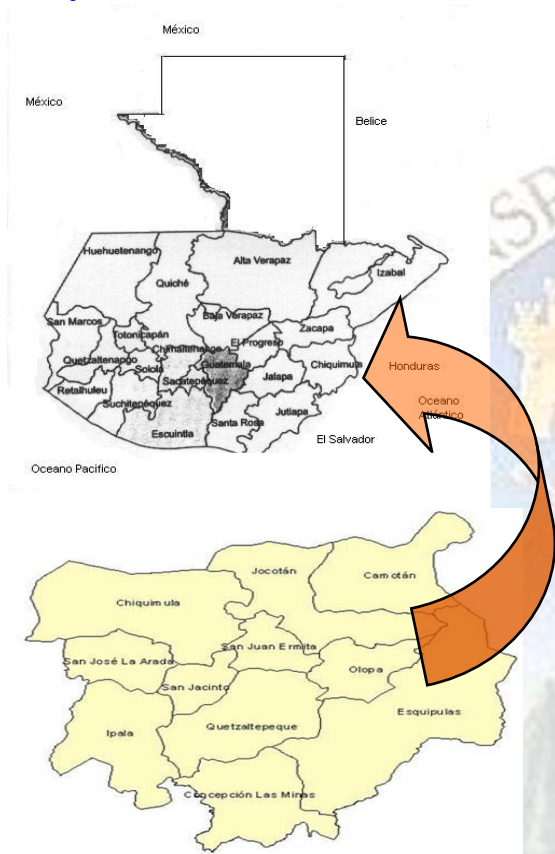 México
México
Belice
Huehuetenango
Alta Verapaz
Izabal
Quiché
San Marcos
Baja Verapaz
Zacapa
Totonicapán
Chimaltenango
El Progreso
Quetzaltenango
Guatemala
Chiquimula
Honduras
Sololá
Jalapa
Retalhuleu
Sacatepéquez
Oceano
Atlántico
Suchitepéquez
Jutiapa
Santa Rosa
Escuintla
El Salvador
Oceano Pacifico
Jocotán
Camotán
Chiquimula
San Juan Ermita
San José La Arada
Olopa
San Jacinto
Esquipulas
Quetzaltepeque
Ipala
Concepción Las Minas